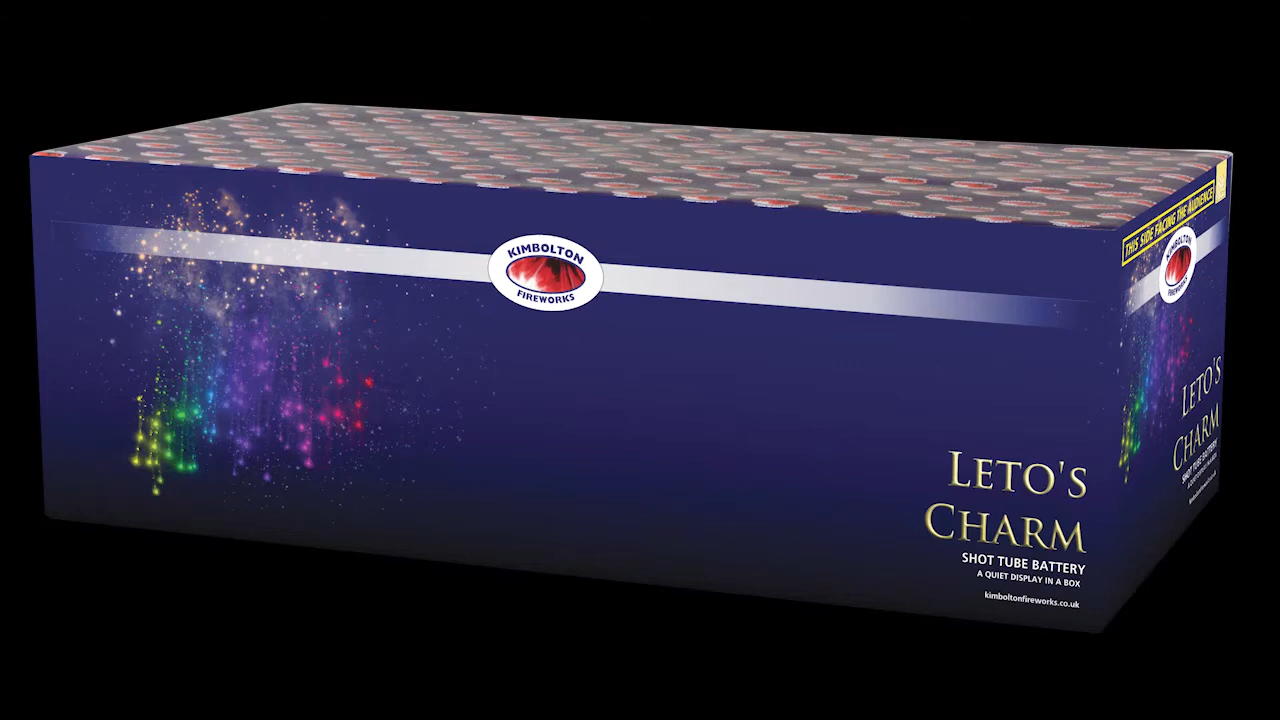 KIMBOLTON
FIREWORKS
LETO'S
CHARM
SHOT TUBE BATTERY
A QUIET DISPLAY IN A BOX
kimboltonfireworks.co.uk
THIS SIDE FACING THE AUDIENCE!
KIMBOLTON
FIREWORKS
LETO'S
CHARM
SHOT TUBE BATTERY